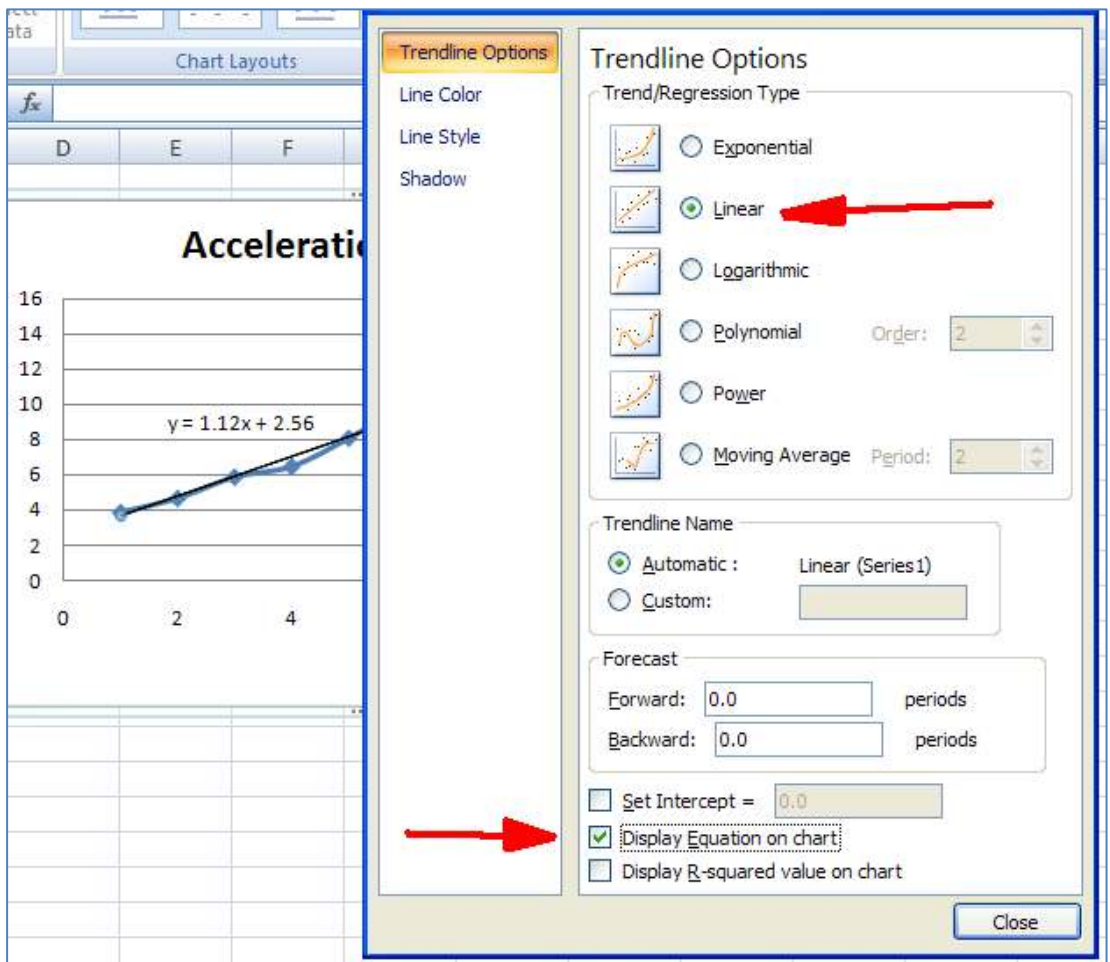 ata
Chart Layouts
fx
D E F
Acceleratio
16
14
12
10
8
6
4
2
0
y = 1.12x + 2.56
0 2 4
Trendline Options
Line Color
Line Style
Shadow
Trendline Options
Trend/Regression Type
Exponential
Linear
Logarithmic
Polynomial Order: 2
Power
Moving Average Period: 2
Trendline Name
Automatic : Linear (Series1)
Custom:
Forecast
Forward: 0.0 periods
Backward: 0.0 periods
Set Intercept = 0.0
Display Equation on chart
Display R-squared value on chart
Close